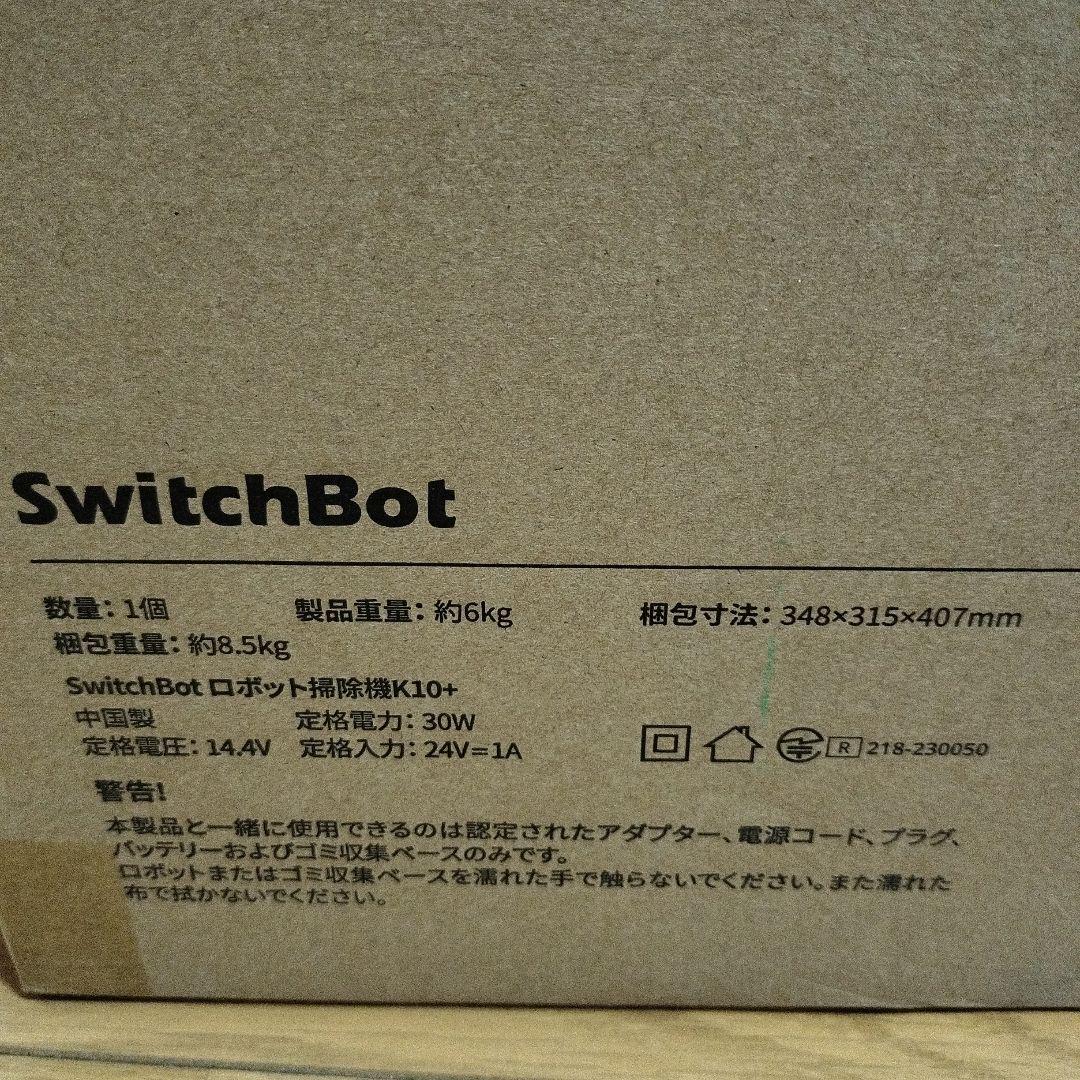 SwitchBot
数量：1個 製品重量：約6kg 梱包寸法：348×315×407mm
梱包重量：約8.5kg
SwitchBot ロボット掃除機K10+
中国製 定格電力：30W
定格電圧：14.4V 定格入力：24V=1A R 218-230050
警告!
本製品と一緒に使用できるのは認定されたアダプター、電源コード、プラグ、
バッテリーおよびゴミ収集ベースのみです。
ロボットまたはゴミ収集ベースを濡れた手で触らないでください。また濡れた
布で拭かないでください。